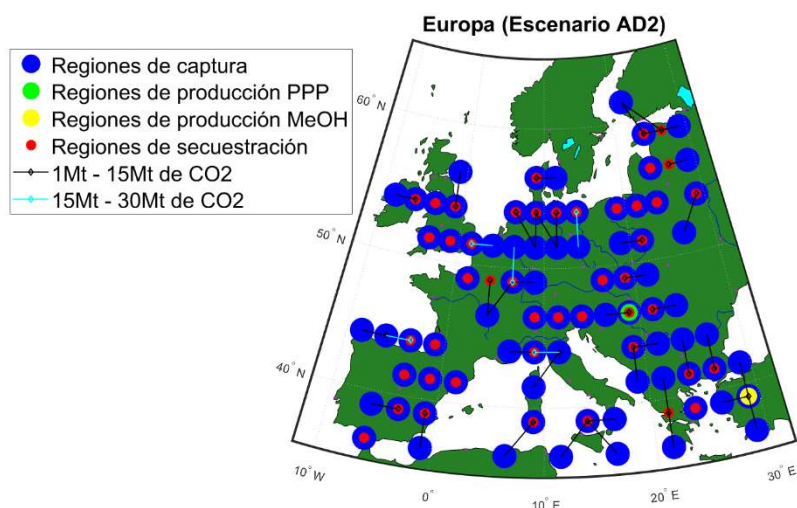 Europa (Escenario AD2)
Regiones de captura
Regiones de producción PPP
Regiones de producción MeOH
Regiones de secuestración
1Mt - 15Mt de CO2
15Mt - 30Mt de CO2
60° N
50° N
40° N
10° W
0° E
10° E
20° E
30° E